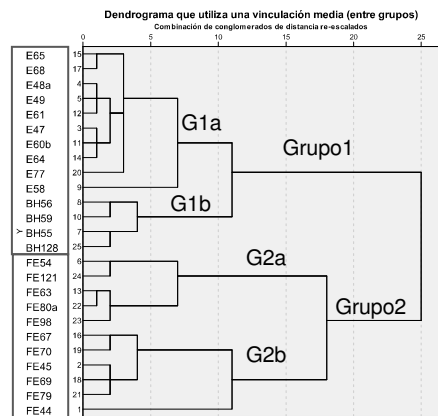 Dendrograma que utiliza una vinculación media (entre grupos)
Combinación de conglomerados de distancia re-escalados
0 5 10 15 20 25
E65 15
E68 17
E48a 4
E49 5
E61 12
E47 3
E60b 11
E64 14
E77 20
E58 9
BH56 8
BH59 10
Y BH55 7
BH128 25
FE54 6
FE121 24
FE63 13
FE80a 22
FE98 23
FE67 16
FE70 19
FE45 2
FE69 18
FE79 21
FE44 1
G1a
Grupo1
G1b
G2a
Grupo2
G2b